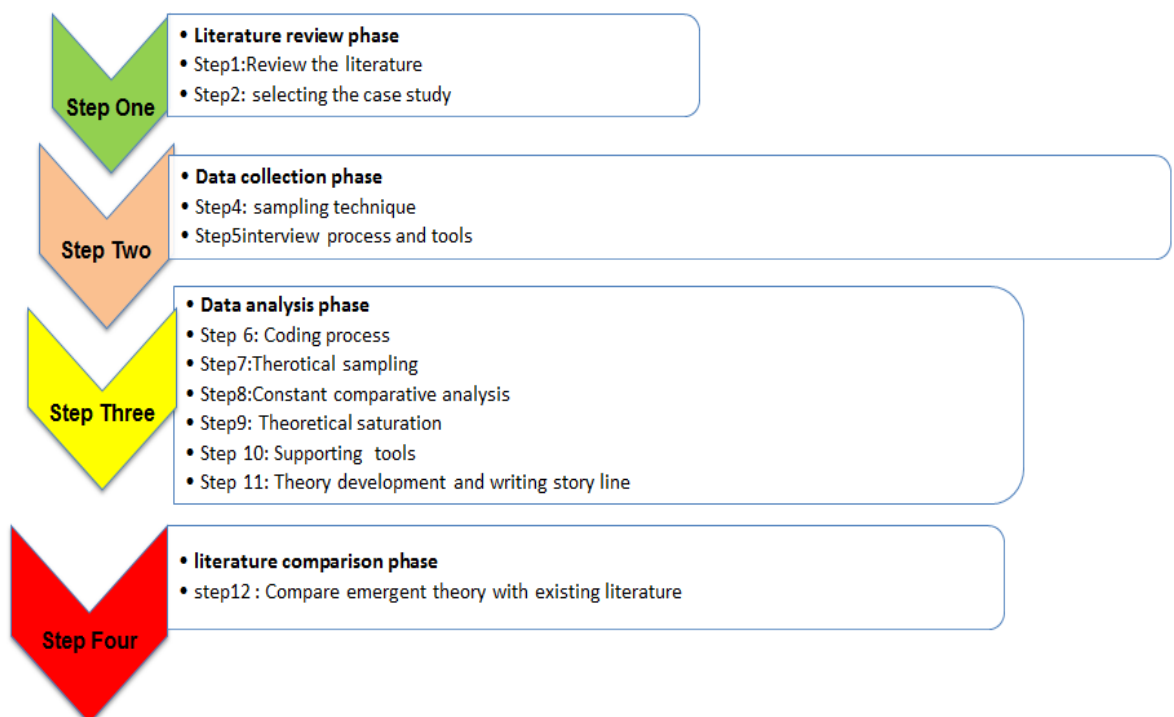 Step One
• Literature review phase
• Step1:Review the literature
• Step2: selecting the case study
Step Two
• Data collection phase
• Step4: sampling technique
• Step5interview process and tools
Step Three
• Data analysis phase
• Step 6: Coding process
• Step7:Therotical sampling
• Step8:Constant comparative analysis
• Step9: Theoretical saturation
• Step 10: Supporting tools
• Step 11: Theory development and writing story line
Step Four
• literature comparison phase
• step12 : Compare emergent theory with existing literature